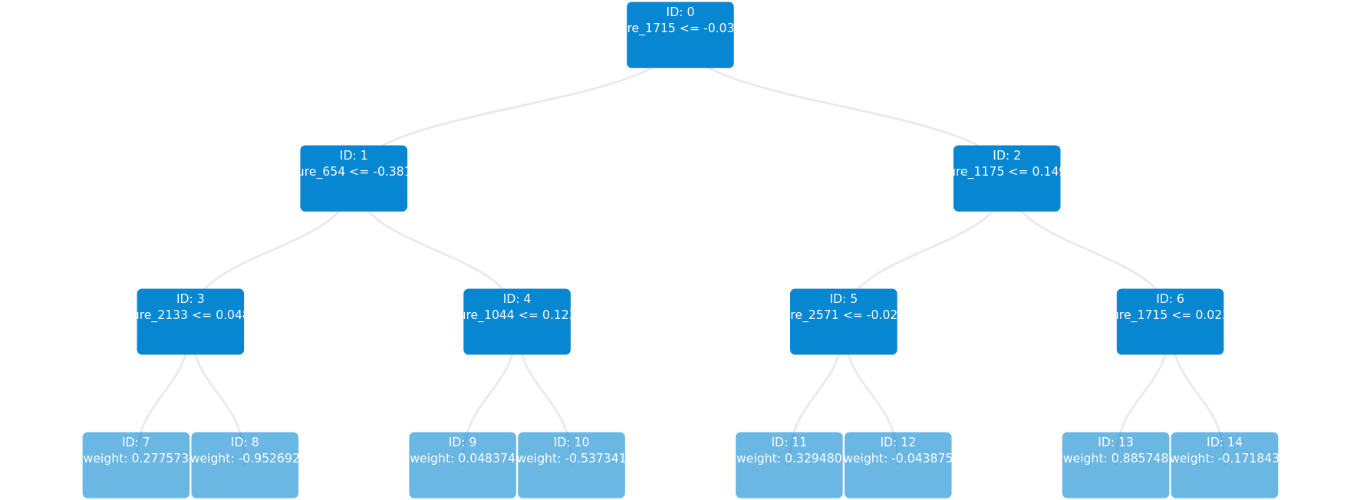 ID: 0
re_1715 <= -0.03
ID: 1
ure_654 <= -0.381
ID: 2
ure_1175 <= 0.149
ID: 3
ure_2133 <= 0.048
ID: 4
ure_1044 <= 0.12
ID: 5
re_2571 <= -0.02
ID: 6
ure_1715 <= 0.02
ID: 7
weight: 0.277573
ID: 8
weight: -0.952692
ID: 9
weight: 0.048374
ID: 10
weight: -0.537341
ID: 11
weight: 0.329480
ID: 12
weight: -0.043875
ID: 13
weight: 0.885748
ID: 14
weight: -0.171843